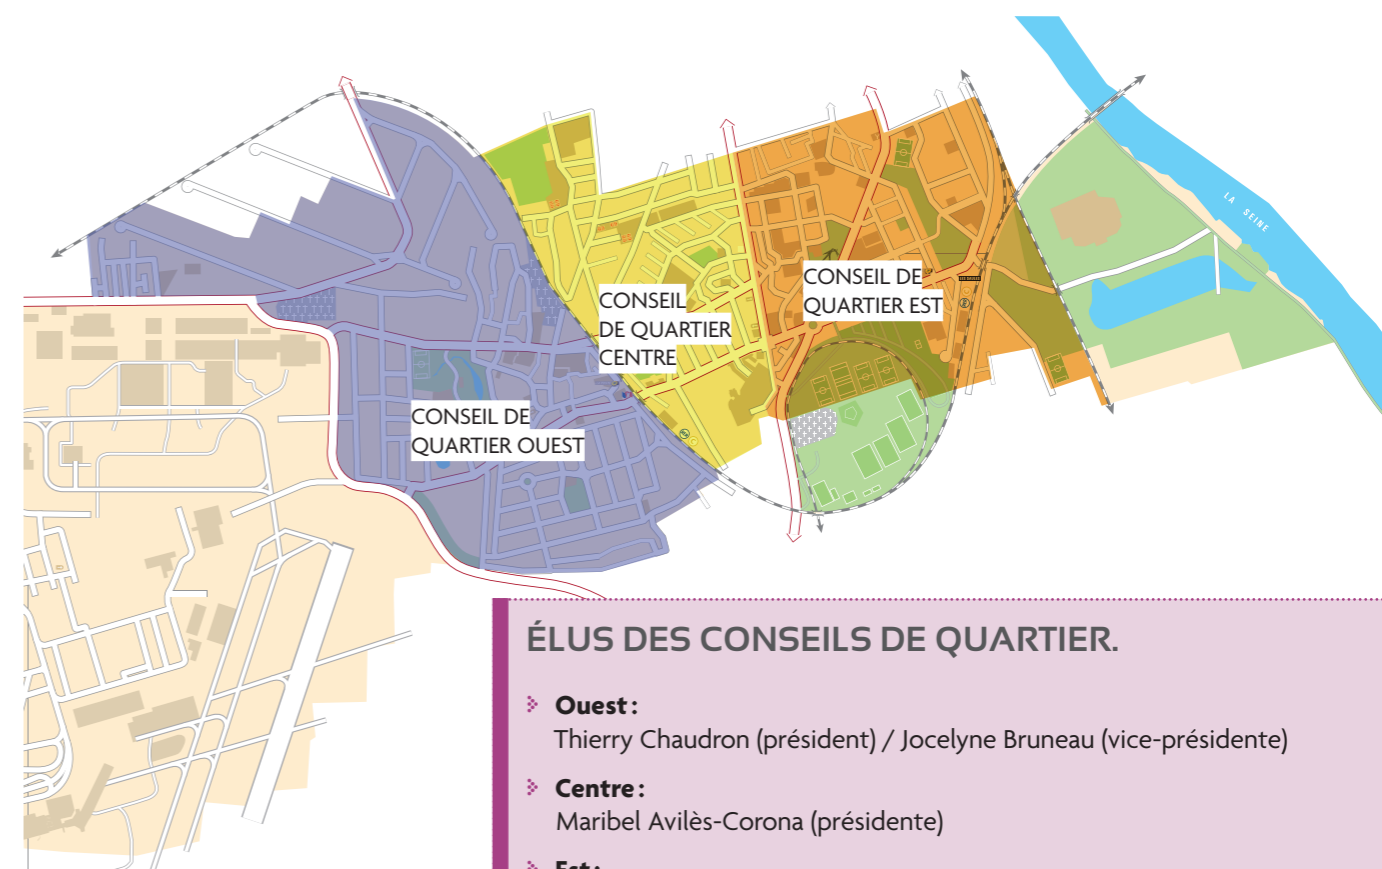 LA SEINE
CONSEIL DE
QUARTIER EST
CONSEIL
DE QUARTIER
CENTRE
CONSEIL DE
QUARTIER OUEST
ÉLUS DES CONSEILS DE QUARTIER.
Ouest :
Thierry Chaudron (président) / Jocelyne Bruneau (vice-présidente)
Centre :
Maribel Avilès-Corona (présidente)
Est :